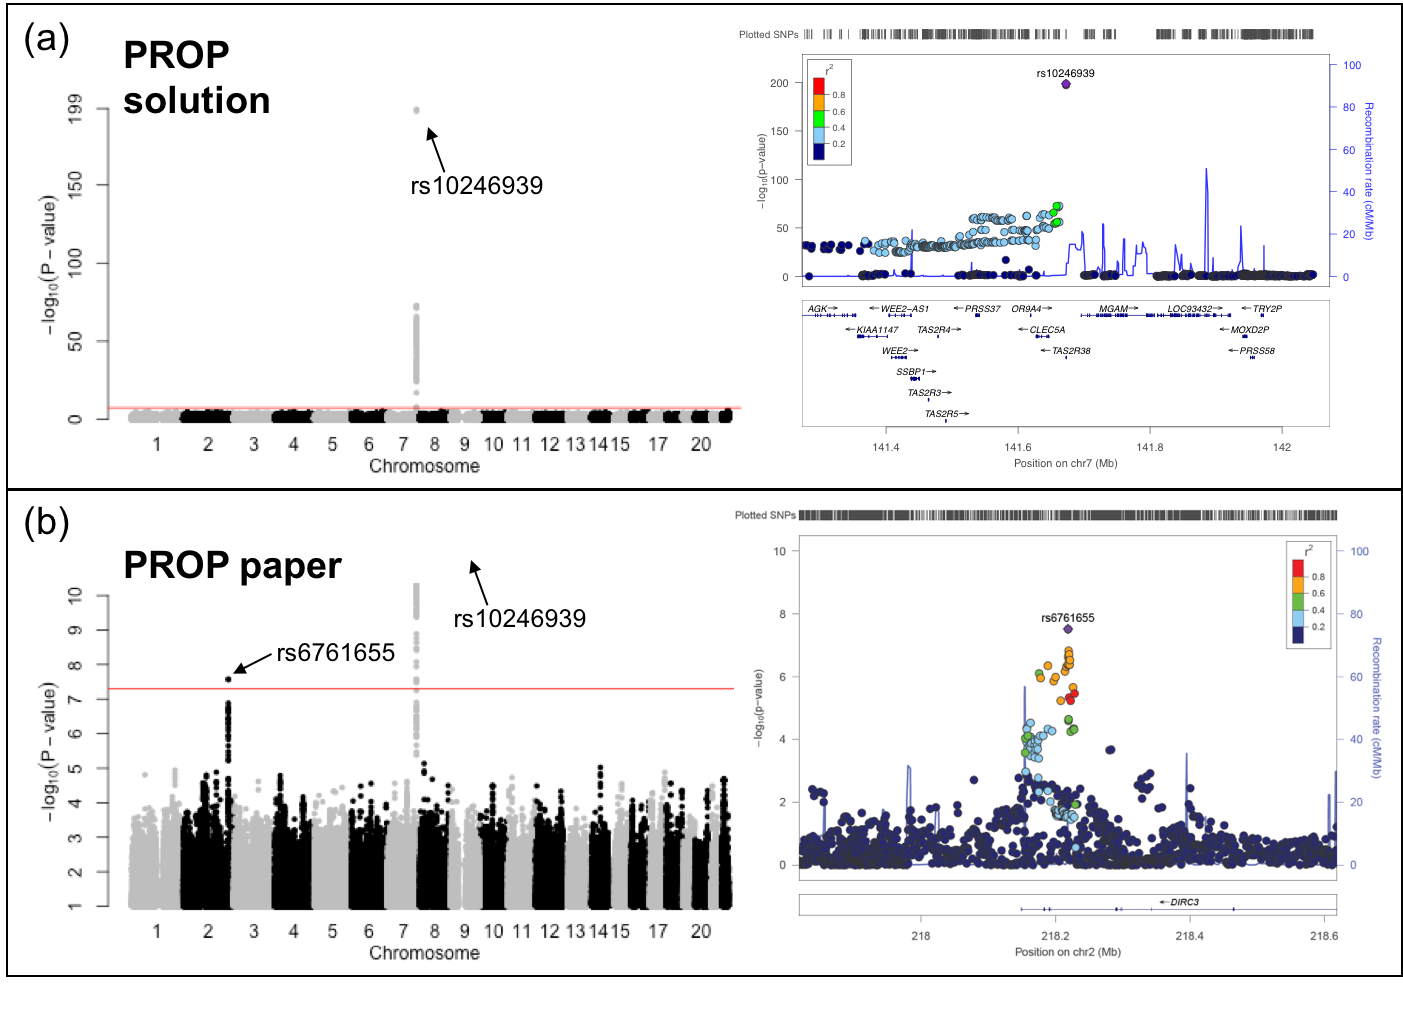 (a)
PROP
solution
−log10(P − value)
199
150
100
50
0
rs10246939
1 2 3 4 5 6 7 8 9 10 11 12 13 14 15 17 20
Chromosome
Plotted SNPs
r2
0.8
0.6
0.4
0.2
rs10246939
−log10(p−value)
200
150
100
50
0
Recombination rate (cM/Mb)
100
80
60
40
20
0
AGK→ ←WEE2−AS1 ←PRSS37 OR9A4→ MGAM→ LOC93432→ ←TRY2P
←KIAA1147 TAS2R4→ ←CLEC5A ←MOXD2P
WEE2→ ←TAS2R38 ←PRSS58
SSBP1→
TAS2R3→
TAS2R5→
141.4 141.6 141.8 142
Position on chr7 (Mb)
(b)
PROP paper
−log10(P − value)
10
9
8
7
6
5
4
3
2
1
rs10246939
rs6761655
1 2 3 4 5 6 7 8 9 10 11 12 13 14 15 17 20
Chromosome
Plotted SNPs
r2
0.8
0.6
0.4
0.2
rs6761655
−log10(p−value)
10
8
6
4
2
0
Recombination rate (cM/Mb)
100
80
60
40
20
0
←DIRC3
218 218.2 218.4 218.6
Position on chr2 (Mb)